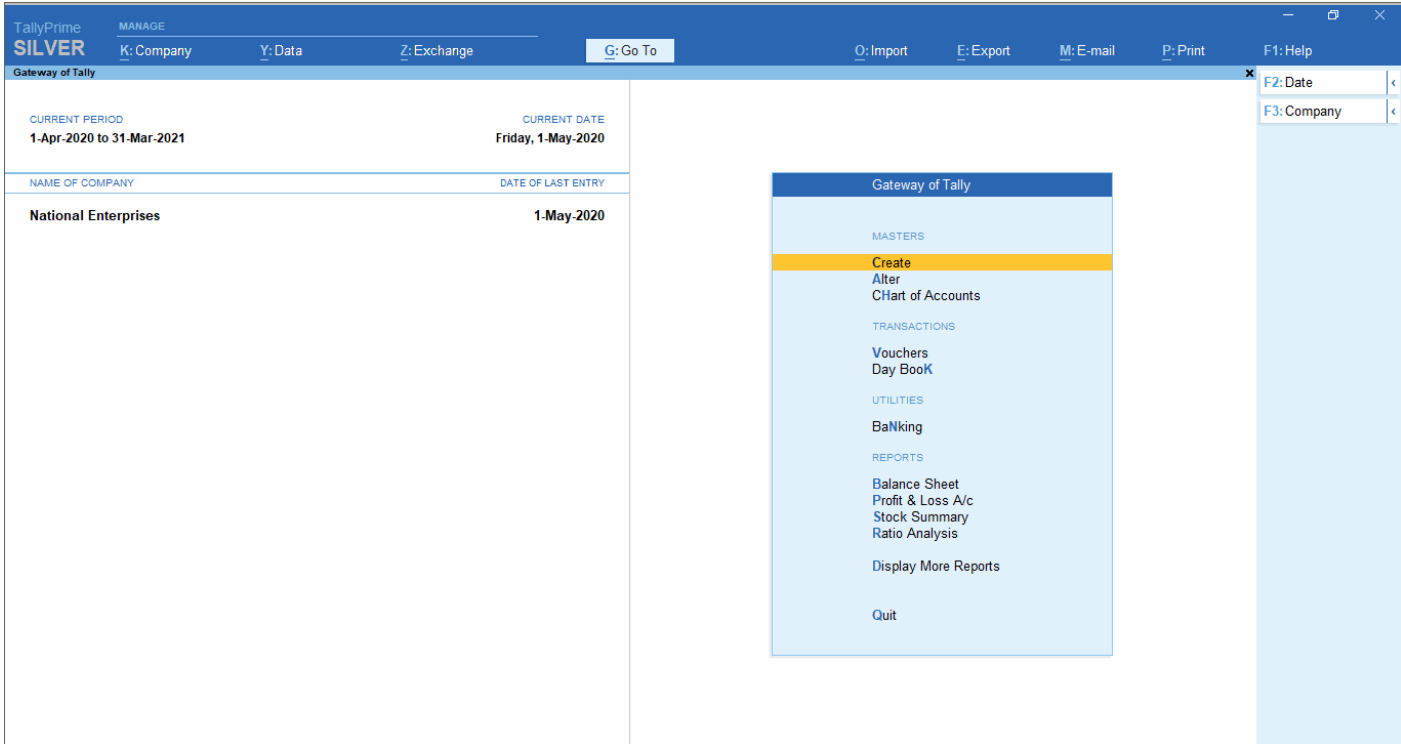 TallyPrime MANAGE
SILVER K: Company Y: Data Z: Exchange G: Go To O: Import E: Export M: E-mail P: Print F1: Help
Gateway of Tally
F2: Date
F3: Company
CURRENT PERIOD CURRENT DATE
1-Apr-2020 to 31-Mar-2021 Friday, 1-May-2020
NAME OF COMPANY DATE OF LAST ENTRY
National Enterprises 1-May-2020
Gateway of Tally
MASTERS
Create
Alter
CHart of Accounts
TRANSACTIONS
Vouchers
Day BooK
UTILITIES
BaNking
REPORTS
Balance Sheet
Profit & Loss A/c
Stock Summary
Ratio Analysis
Display More Reports
Quit